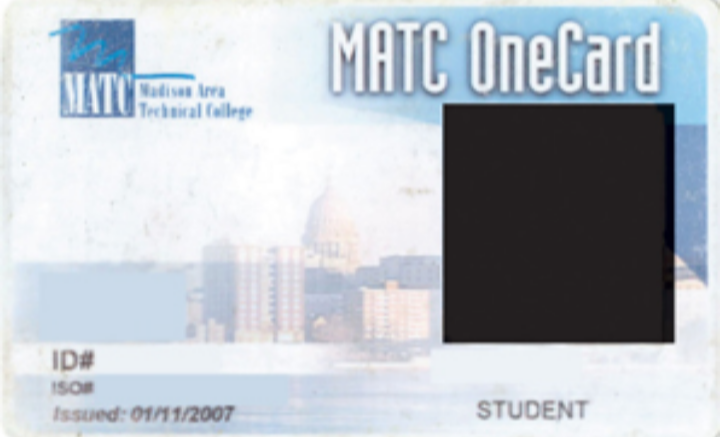 MATC OneCard
MATC
Madison Area
Technical College
ID#
ISO#
Issued: 01/11/2007
STUDENT